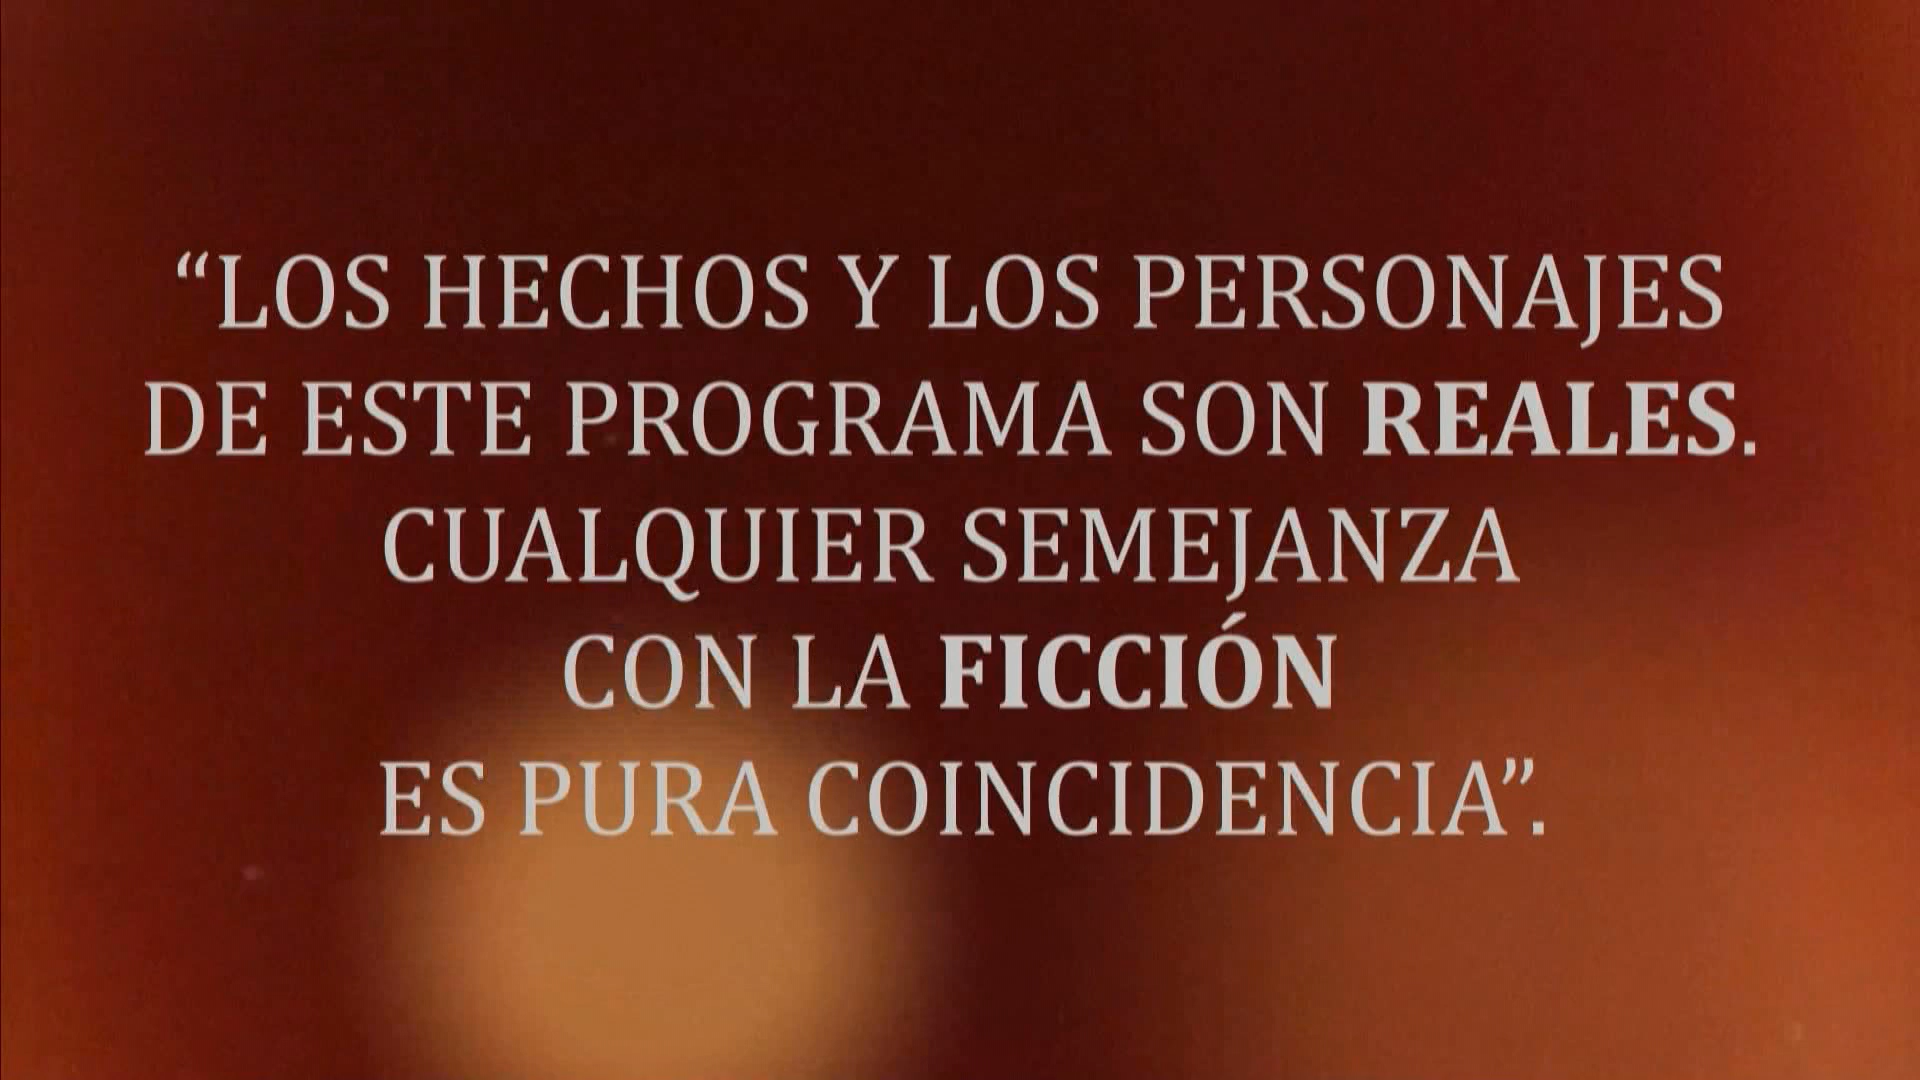 “LOS HECHOS Y LOS PERSONAJES
DE ESTE PROGRAMA SON REALES.
CUALQUIER SEMEJANZA
CON LA FICCIÓN
ES PURA COINCIDENCIA”.